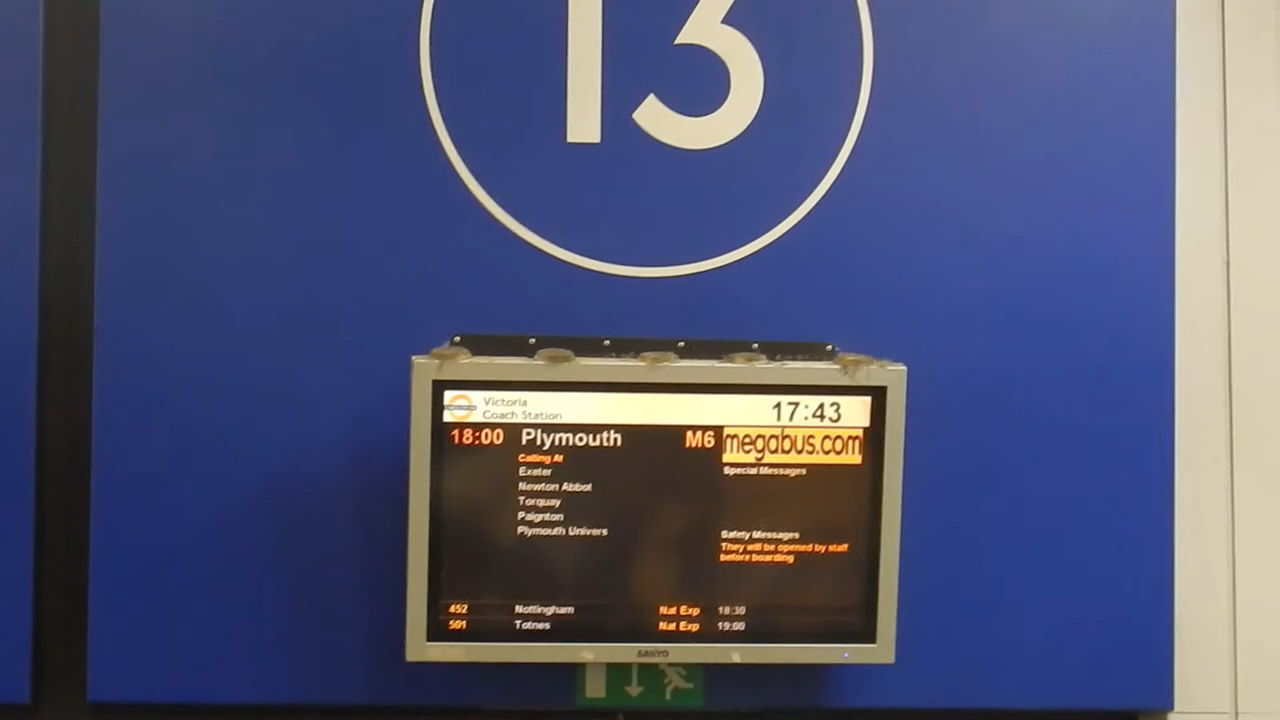 13
Victoria
Coach Station
17:43
18:00 Plymouth M6 megabus.com
Calling At
Exeter
Newton Abbot
Torquay
Paignton
Plymouth Univers
Special Messages
Safety Messages
They will be opened by staff
before boarding
452 Nottingham Nat Exp 18:30
501 Totnes Nat Exp 19:00
SANYO